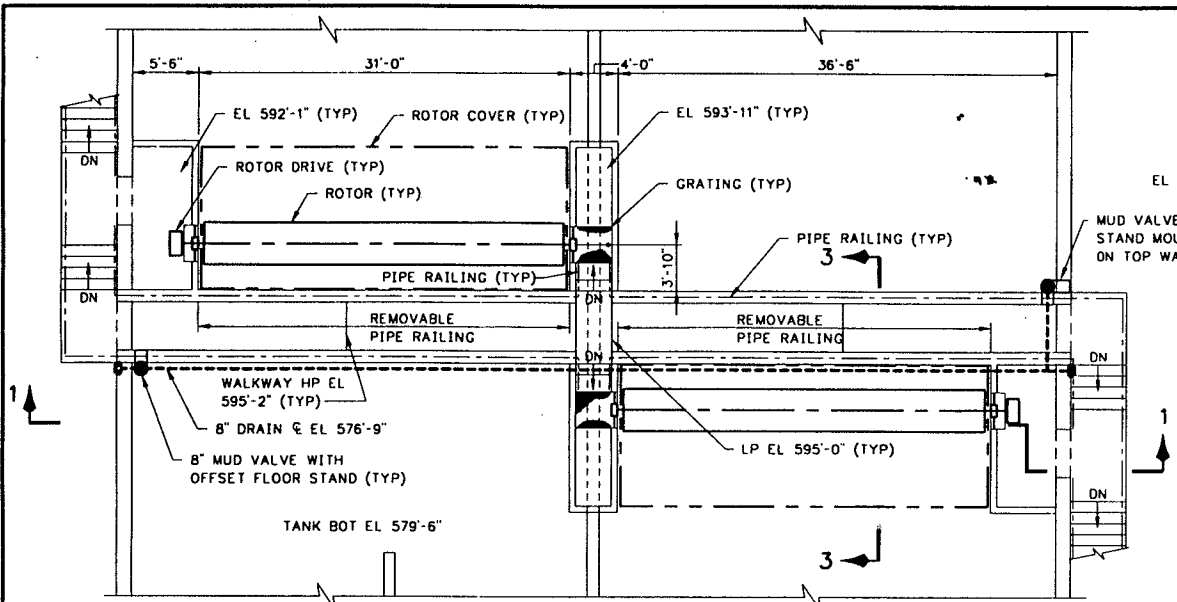 5'-6"
31'-0"
4'-0"
36'-6"
EL 592'-1" (TYP)
ROTOR COVER (TYP)
EL 593'-11" (TYP)
DN
ROTOR DRIVE (TYP)
ROTOR (TYP)
GRATING (TYP)
EL
MUD VALVE
STAND MOU
ON TOP WA
PIPE RAILING (TYP)
3'-10"
3
PIPE RAILING (TYP)
DN
DN
REMOVABLE
PIPE RAILING
REMOVABLE
PIPE RAILING
DN
DN
1
WALKWAY HP EL
595'-2" (TYP)
8" DRAIN ℄ EL 576'-9"
LP EL 595'-0" (TYP)
1
8" MUD VALVE WITH
OFFSET FLOOR STAND (TYP)
DN
TANK BOT EL 579'-6"
3